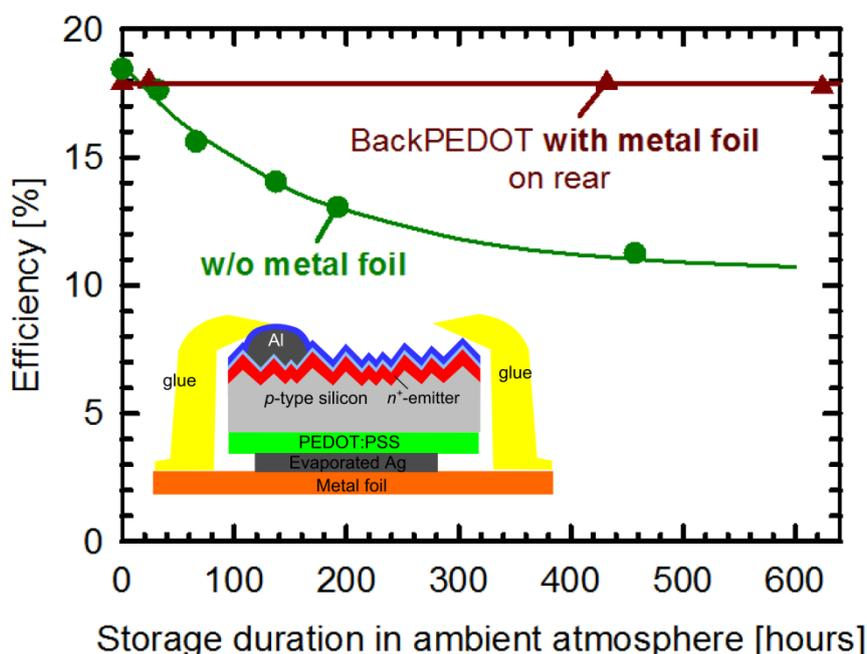 20
15
10
5
0
Efficiency [%]
BackPEDOT with metal foil
on rear
w/o metal foil
Al
glue
glue
p-type silicon n⁺-emitter
PEDOT:PSS
Evaporated Ag
Metal foil
0 100 200 300 400 500 600
Storage duration in ambient atmosphere [hours]